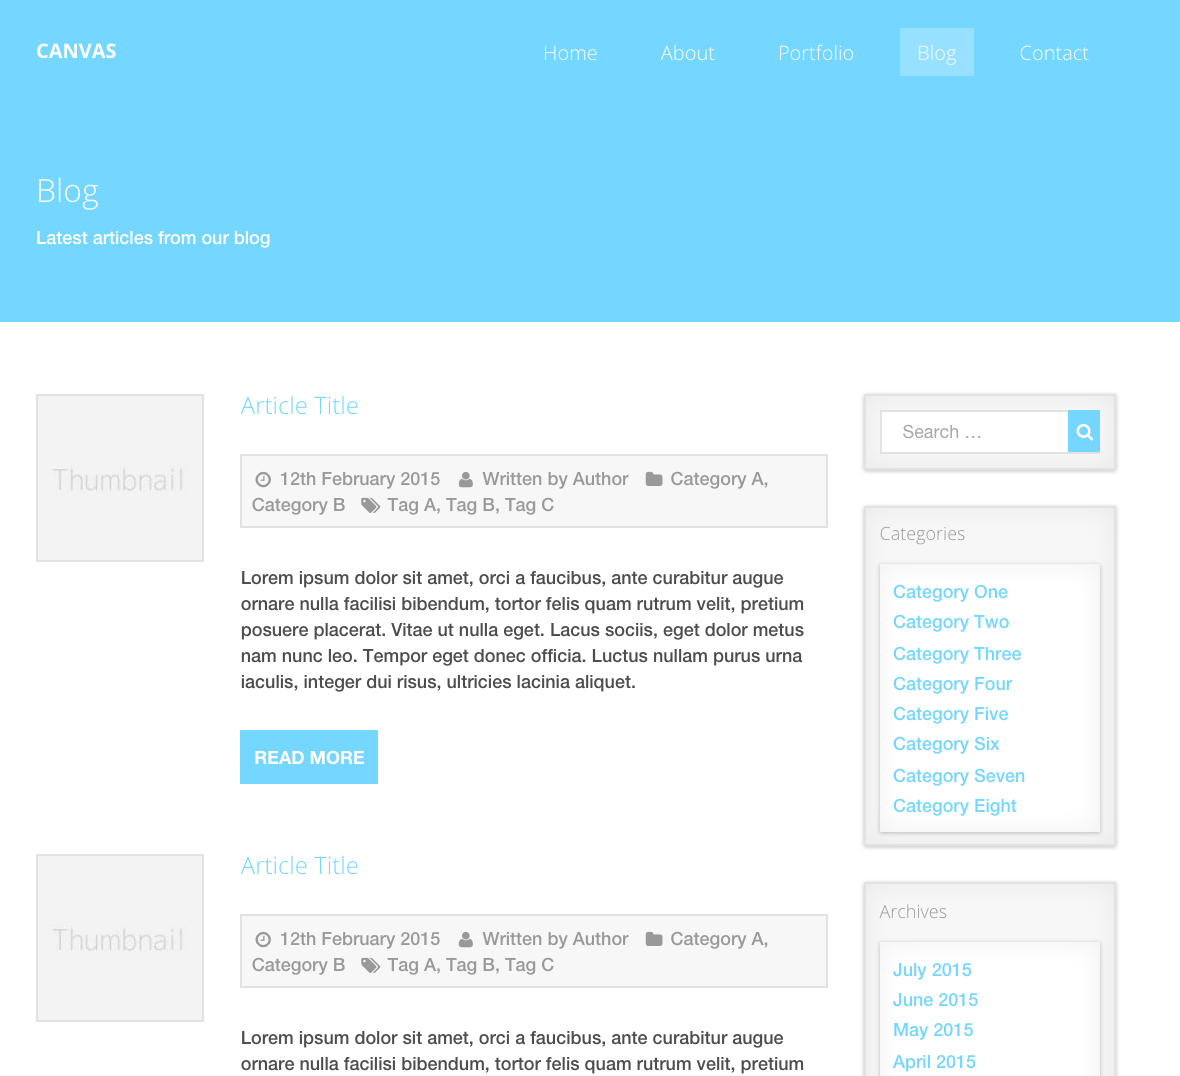 CANVAS
Home
About
Portfolio
Blog
Contact
Blog
Latest articles from our blog
Thumbnail
Article Title
12th February 2015 Written by Author Category A,
Category B Tag A, Tag B, Tag C
Lorem ipsum dolor sit amet, orci a faucibus, ante curabitur augue
ornare nulla facilisi bibendum, tortor felis quam rutrum velit, pretium
posuere placerat. Vitae ut nulla eget. Lacus sociis, eget dolor metus
nam nunc leo. Tempor eget donec officia. Luctus nullam purus urna
iaculis, integer dui risus, ultricies lacinia aliquet.
READ MORE
Thumbnail
Article Title
12th February 2015 Written by Author Category A,
Category B Tag A, Tag B, Tag C
Lorem ipsum dolor sit amet, orci a faucibus, ante curabitur augue
ornare nulla facilisi bibendum, tortor felis quam rutrum velit, pretium
Search …
Categories
Category One
Category Two
Category Three
Category Four
Category Five
Category Six
Category Seven
Category Eight
Archives
July 2015
June 2015
May 2015
April 2015